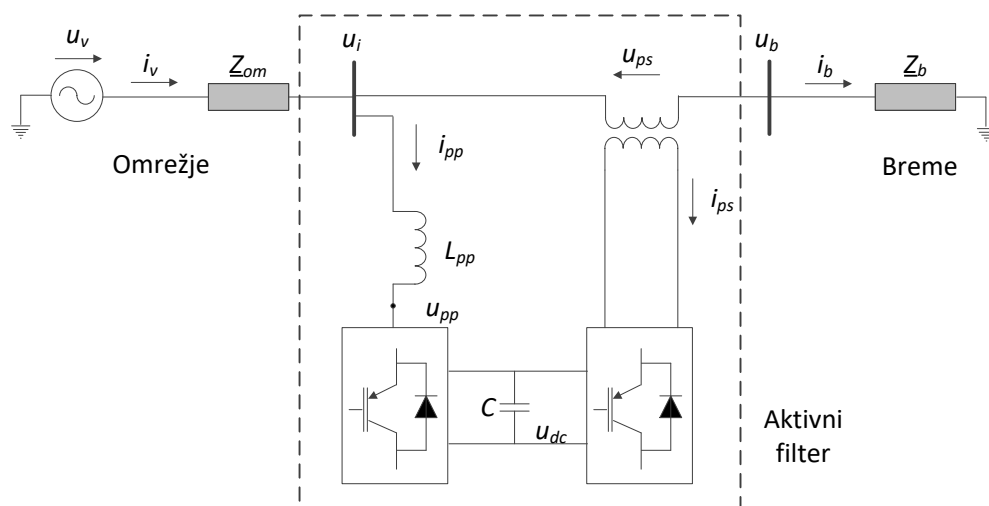 u_v
i_v
Z_om
u_i
u_ps
u_b
i_b
Z_b
Omrežje
i_pp
i_ps
Breme
L_pp
u_pp
C
u_dc
Aktivni
filter